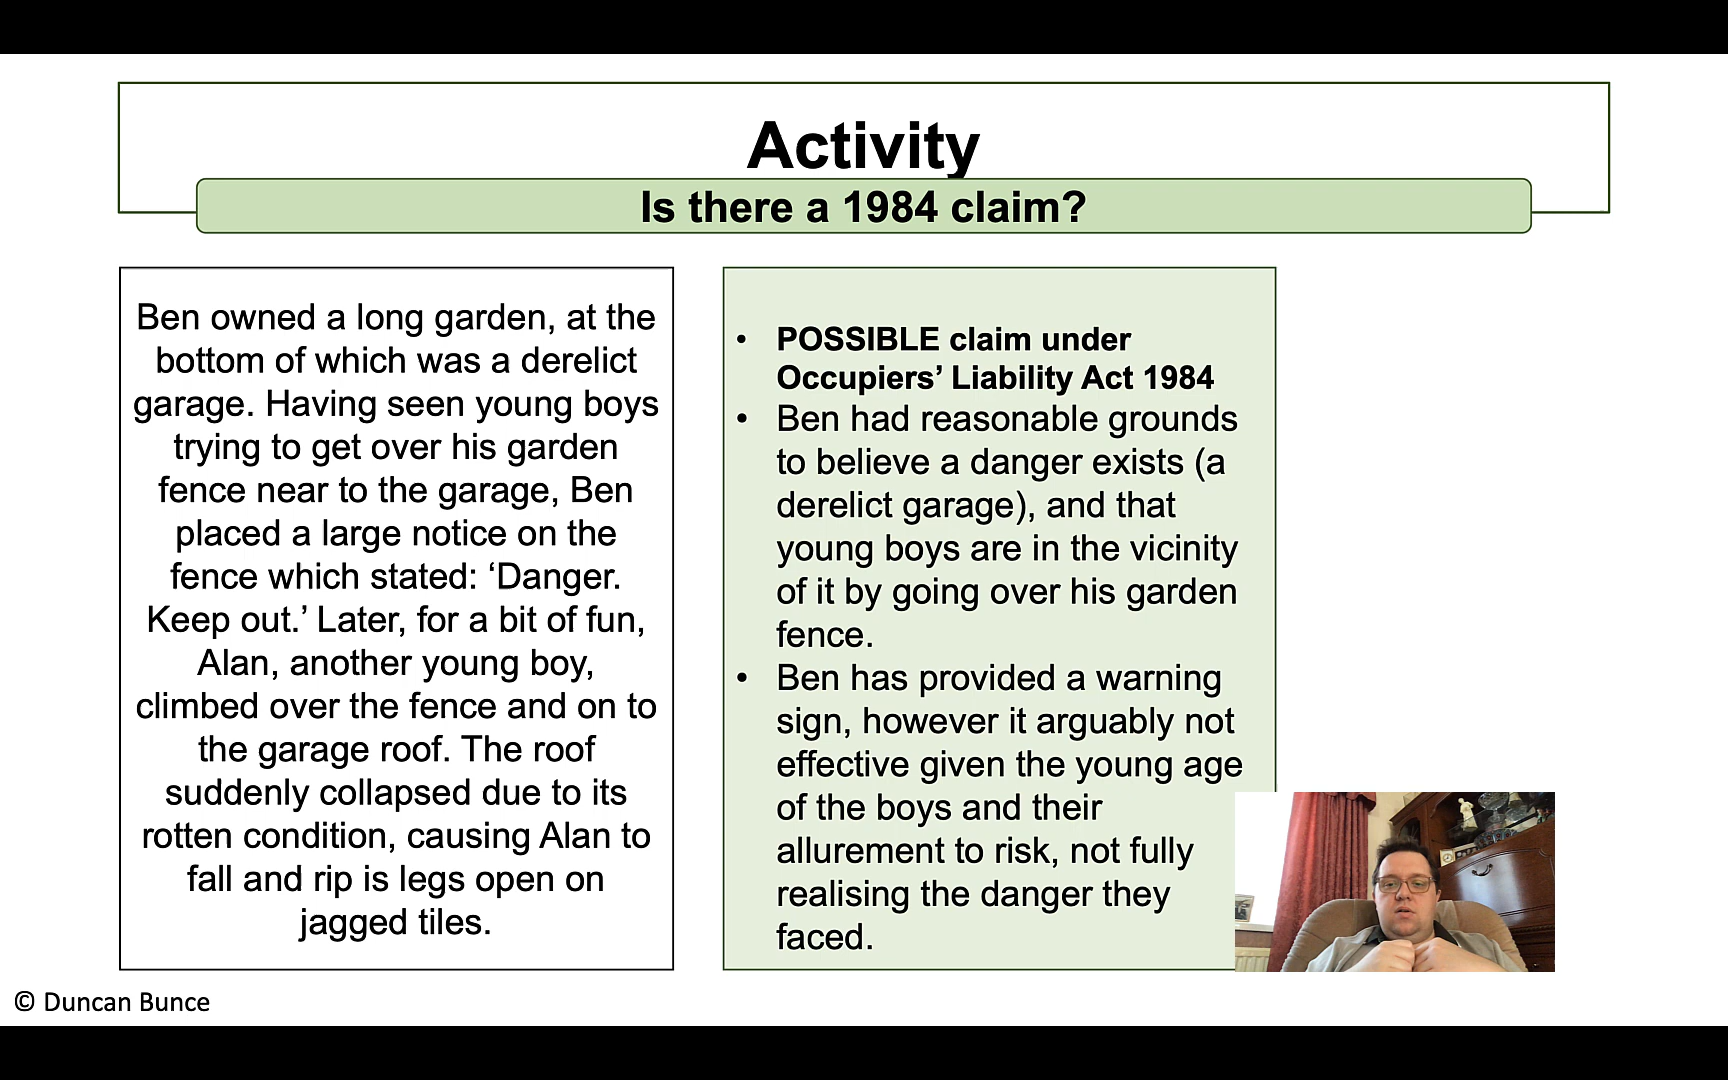 Activity
Is there a 1984 claim?
Ben owned a long garden, at the
bottom of which was a derelict
garage. Having seen young boys
trying to get over his garden
fence near to the garage, Ben
placed a large notice on the
fence which stated: ‘Danger.
Keep out.’ Later, for a bit of fun,
Alan, another young boy,
climbed over the fence and on to
the garage roof. The roof
suddenly collapsed due to its
rotten condition, causing Alan to
fall and rip is legs open on
jagged tiles.
• POSSIBLE claim under
Occupiers’ Liability Act 1984
• Ben had reasonable grounds
to believe a danger exists (a
derelict garage), and that
young boys are in the vicinity
of it by going over his garden
fence.
• Ben has provided a warning
sign, however it arguably not
effective given the young age
of the boys and their
allurement to risk, not fully
realising the danger they
faced.
© Duncan Bunce